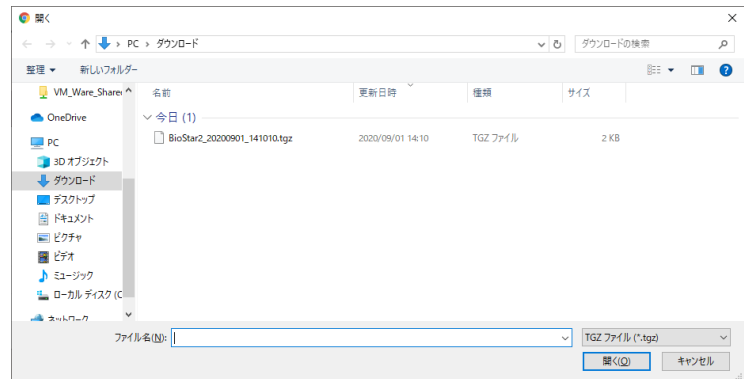 開く
PC › ダウンロード
ダウンロードの検索
整理 新しいフォルダー
VM_Ware_Share
OneDrive
PC
3D オブジェクト
ダウンロード
デスクトップ
ドキュメント
ピクチャ
ビデオ
ミュージック
ローカル ディスク (C
ネットワーク
名前 更新日時 種類 サイズ
今日 (1)
BioStar2_20200901_141010.tgz 2020/09/01 14:10 TGZ ファイル 2 KB
ファイル名(N): TGZ ファイル (*.tgz)
開く(O) キャンセル